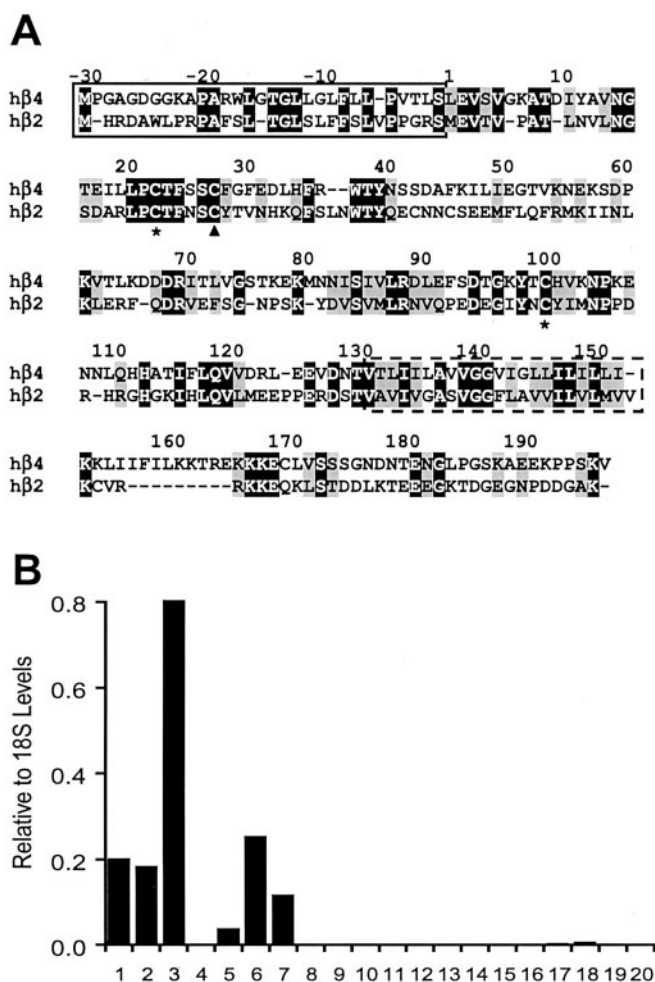 A
-30 -20 -10 1 10
hβ4 MPGAGDGGKAPARWLGTGLLGLFLL-PVTLSLEVSVGKATDIYAVNG
hβ2 M-HRDAWLPRPAFSL-TGLSLFFSLVPPGRSMEVTV-PAT-LNVLNG
20 30 40 50 61
hβ4 TEILLPCTFSSCFGFEDLHFR--WTYNSSDAFKILIEGTVKNEKSDP
hβ2 SDARLPCTFNSCYTVNHKQFSLNWTYQECNNCSEEMFLQFRMKIINL
* ▲
70 80 90 100
hβ4 KVTLKDDDRITLVGSTKEKMNNISIVLRDLEFSDTGKYTCHVKNPKE
hβ2 KLERF-QDRVEFSG-NPSK-YDVSVMLRNVQPEDEGIYNCYIMNPPD
*
110 120 130 140 150
hβ4 NNLQHHATIFLQVVDRL-EEVDNTVTLIILAVVGGVIGLLILILLI-
hβ2 R-HRGHGKIHLQVLMEEPPERDSTVAVIVGASVGGFLAVVILVLMVV
160 170 180 190
hβ4 KKLIIFILKKTREKKKECLVSSSGNDNTENGLPGSKAEEKPPSKV
hβ2 KCVR---------RKKEQKLSTDDLKTEEEGKTDGEGNPDDGAK-
B
Relative to 18S Levels
0.8
0.6
0.4
0.2
0.0
1 2 3 4 5 6 7 8 9 10 11 12 13 14 15 16 17 18 19 20